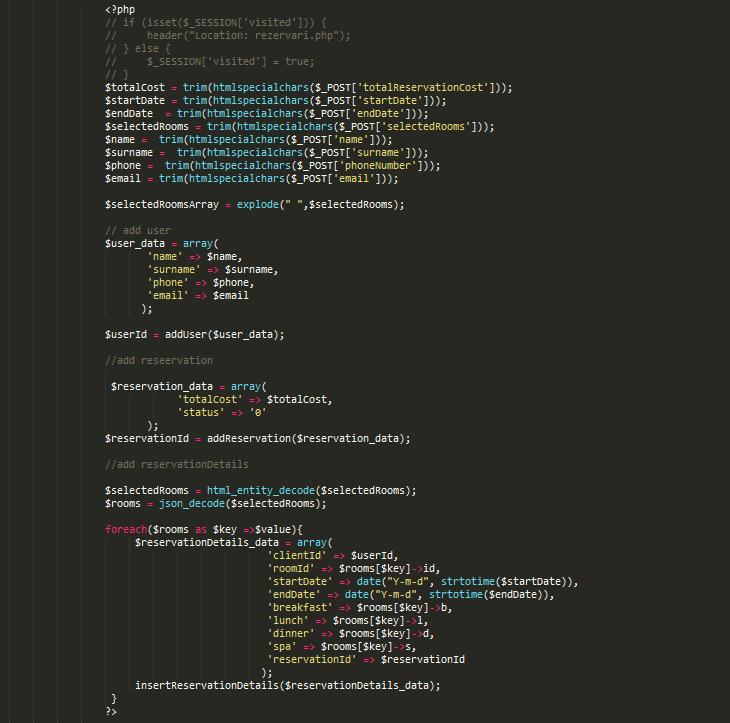 <?php
// if (isset($_SESSION['visited'])) {
//     header("Location: rezervari.php");
// } else {
//     $_SESSION['visited'] = true;
// }
$totalCost = trim(htmlspecialchars($_POST['totalReservationCost']));
$startDate = trim(htmlspecialchars($_POST['startDate']));
$endDate  = trim(htmlspecialchars($_POST['endDate']));
$selectedRooms = trim(htmlspecialchars($_POST['selectedRooms']));
$name =  trim(htmlspecialchars($_POST['name']));
$surname =  trim(htmlspecialchars($_POST['surname']));
$phone =  trim(htmlspecialchars($_POST['phoneNumber']));
$email = trim(htmlspecialchars($_POST['email']));
$selectedRoomsArray = explode(" ",$selectedRooms);
// add user
$user_data = array(
'name' => $name,
'surname' => $surname,
'phone' => $phone,
'email' => $email
);
$userId = addUser($user_data);
//add reseervation
$reservation_data = array(
'totalCost' => $totalCost,
'status' => '0'
);
$reservationId = addReservation($reservation_data);
//add reservationDetails
$selectedRooms = html_entity_decode($selectedRooms);
$rooms = json_decode($selectedRooms);
foreach($rooms as $key =>$value){
$reservationDetails_data = array(
'clientId' => $userId,
'roomId' => $rooms[$key]->id,
'startDate' => date("Y-m-d", strtotime($startDate)),
'endDate' => date("Y-m-d", strtotime($endDate)),
'breakfast' => $rooms[$key]->b,
'lunch' => $rooms[$key]->l,
'dinner' => $rooms[$key]->d,
'spa' => $rooms[$key]->s,
'reservationId' => $reservationId
);
insertReservationDetails($reservationDetails_data);
}
?>